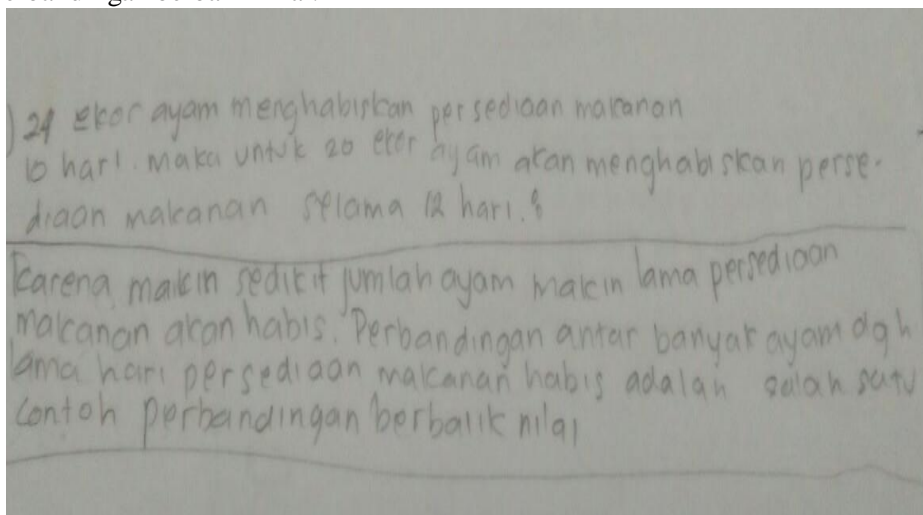 ) 24 ekor ayam menghabiskan persediaan makanan
10 hari. maka untuk 20 ekor ayam akan menghabiskan perse-
diaan makanan selama 12 hari.
Karena makin sedikit jumlah ayam makin lama persediaan
makanan akan habis. Perbandingan antar banyak ayam dgn
lama hari persediaan makanan habis adalah salah satu
contoh perbandingan berbalik nilai